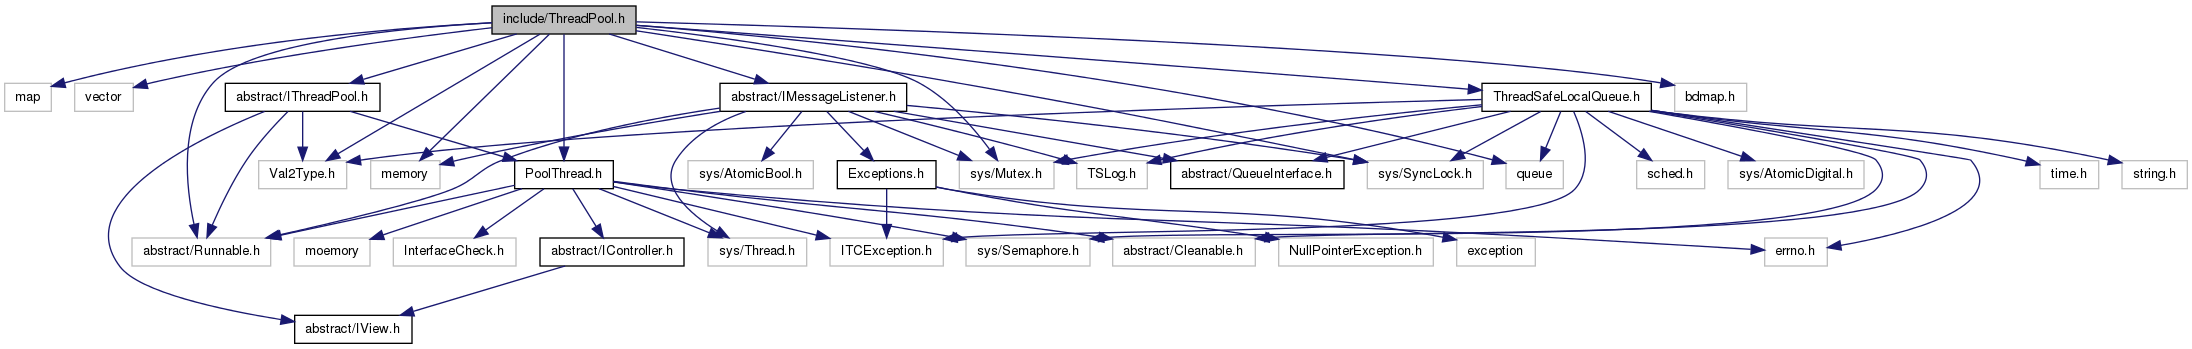 include/ThreadPool.h
map
vector
abstract/IThreadPool.h
abstract/IMessageListener.h
ThreadSafeLocalQueue.h
bdmap.h
Val2Type.h
memory
PoolThread.h
sys/AtomicBool.h
Exceptions.h
sys/Mutex.h
TSLog.h
abstract/QueueInterface.h
sys/SyncLock.h
queue
sched.h
sys/AtomicDigital.h
time.h
string.h
abstract/Runnable.h
moemory
InterfaceCheck.h
abstract/IController.h
sys/Thread.h
ITCException.h
sys/Semaphore.h
abstract/Cleanable.h
NullPointerException.h
exception
errno.h
abstract/IView.h